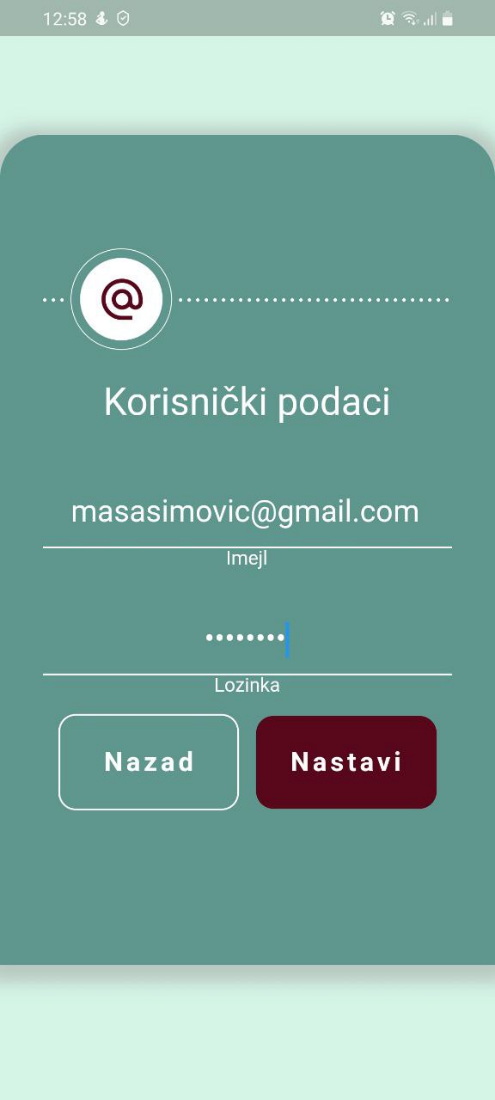 12:58
@
Korisnički podaci
masasimovic@gmail.com
Imejl
••••••••
Lozinka
Nazad
Nastavi